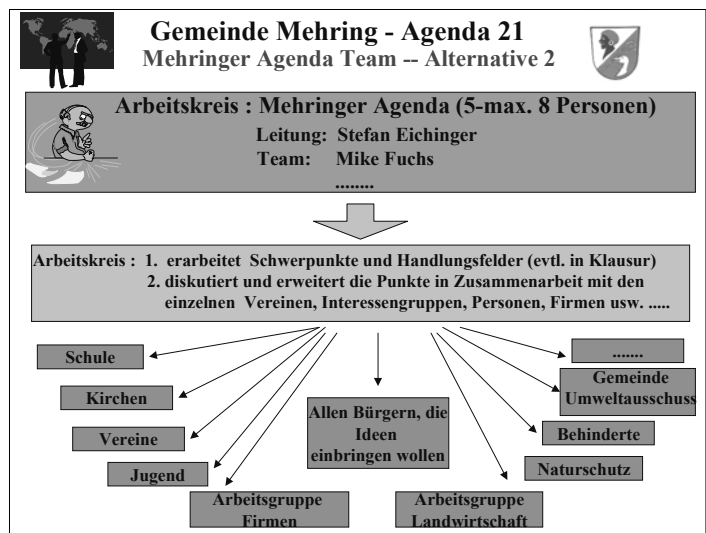 Gemeinde Mehring - Agenda 21
Mehringer Agenda Team -- Alternative 2
Arbeitskreis : Mehringer Agenda (5-max. 8 Personen)
Leitung: Stefan Eichinger
Team: Mike Fuchs
........
Arbeitskreis : 1. erarbeitet Schwerpunkte und Handlungsfelder (evtl. in Klausur)
2. diskutiert und erweitert die Punkte in Zusammenarbeit mit den
einzelnen Vereinen, Interessengruppen, Personen, Firmen usw. .....
Schule
Kirchen
Vereine
Jugend
Arbeitsgruppe
Firmen
Allen Bürgern, die
Ideen
einbringen wollen
Arbeitsgruppe
Landwirtschaft
Naturschutz
Behinderte
Gemeinde
Umweltausschuss
.......